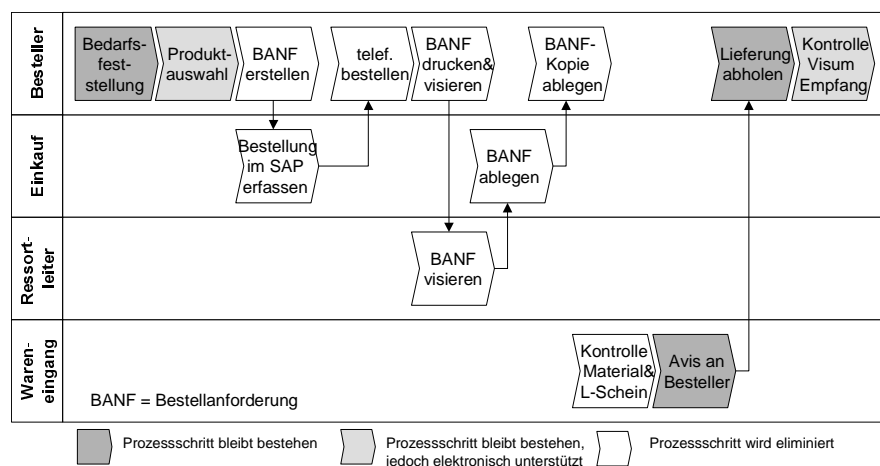 Besteller
Bedarfs-
fest-
stellung
Produkt-
auswahl
BANF
erstellen
telef.
bestellen
BANF
drucken&
visieren
BANF-
Kopie
ablegen
Lieferung
abholen
Kontrolle
Visum
Empfang
Einkauf
Bestellung
im SAP
erfassen
BANF
ablegen
Ressort-
leiter
BANF
visieren
Waren-
eingang
Kontrolle
Material&
L-Schein
Avis an
Besteller
BANF = Bestellanforderung
Prozessschritt bleibt bestehen
Prozessschritt bleibt bestehen,
jedoch elektronisch unterstützt
Prozessschritt wird eliminiert